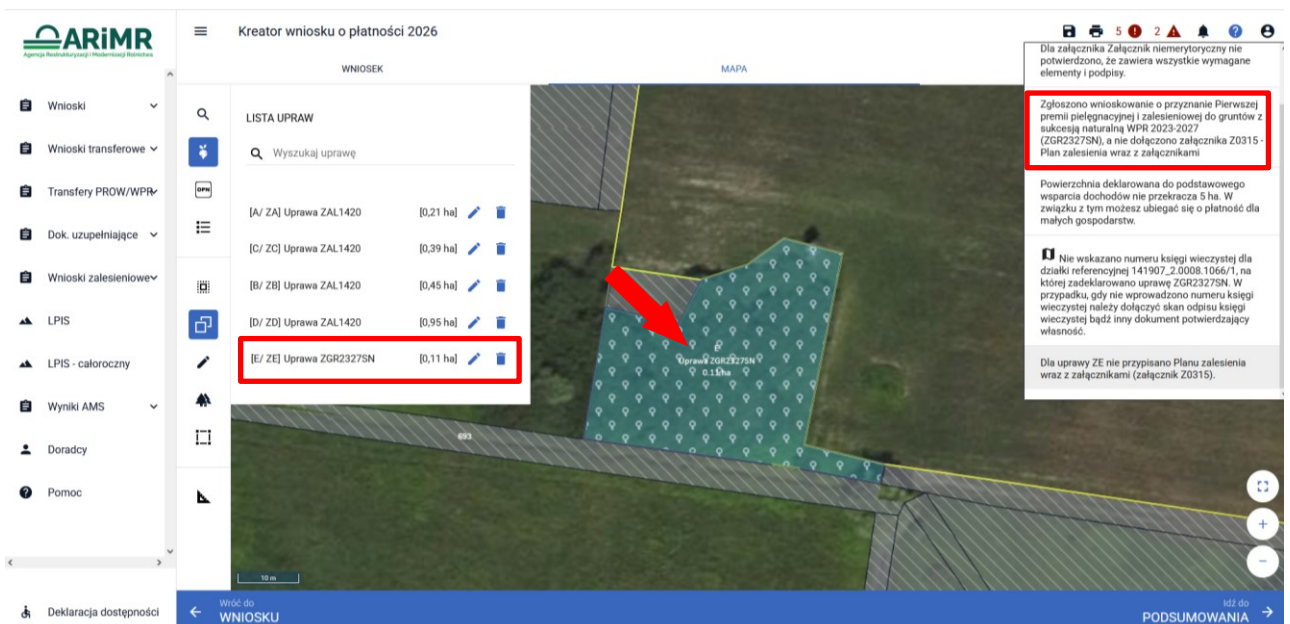 ARiMR
Agencja Restrukturyzacji i Modernizacji Rolnictwa
Kreator wniosku o płatności 2026
5
2
WNIOSEK
MAPA
Wnioski
Wnioski transferowe
Transfery PROW/WPR
Dok. uzupełniające
Wnioski zalesieniowe
LPIS
LPIS - całoroczny
Wyniki AMS
Doradcy
Pomoc
Deklaracja dostępności
OPN
LISTA UPRAW
Wyszukaj uprawę
[A/ ZA] Uprawa ZAL1420 [0,21 ha]
[C/ ZC] Uprawa ZAL1420 [0,39 ha]
[B/ ZB] Uprawa ZAL1420 [0,45 ha]
[D/ ZD] Uprawa ZAL1420 [0,95 ha]
[E/ ZE] Uprawa ZGR2327SN [0,11 ha]
E
Uprawa ZGR2327SN
0.11 ha
693
10 m
Dla załącznika Załącznik niemerytoryczny nie
potwierdzono, że zawiera wszystkie wymagane
elementy i podpisy.
Zgłoszono wnioskowanie o przyznanie Pierwszej
premii pielęgnacyjnej i zalesieniowej do gruntów z
sukcesją naturalną WPR 2023-2027
(ZGR2327SN), a nie dołączono załącznika Z0315 -
Plan zalesienia wraz z załącznikami
Powierzchnia deklarowana do podstawowego
wsparcia dochodów nie przekracza 5 ha. W
związku z tym możesz ubiegać się o płatność dla
małych gospodarstw.
Nie wskazano numeru księgi wieczystej dla
działki referencyjnej 141907_2.0008.1066/1, na
której zadeklarowano uprawę ZGR2327SN. W
przypadku, gdy nie wprowadzono numeru księgi
wieczystej należy dołączyć skan odpisu księgi
wieczystej bądź inny dokument potwierdzający
własność.
Dla uprawy ZE nie przypisano Planu zalesienia
wraz z załącznikami (załącznik Z0315).
Wróć do
WNIOSKU
Idź do
PODSUMOWANIA